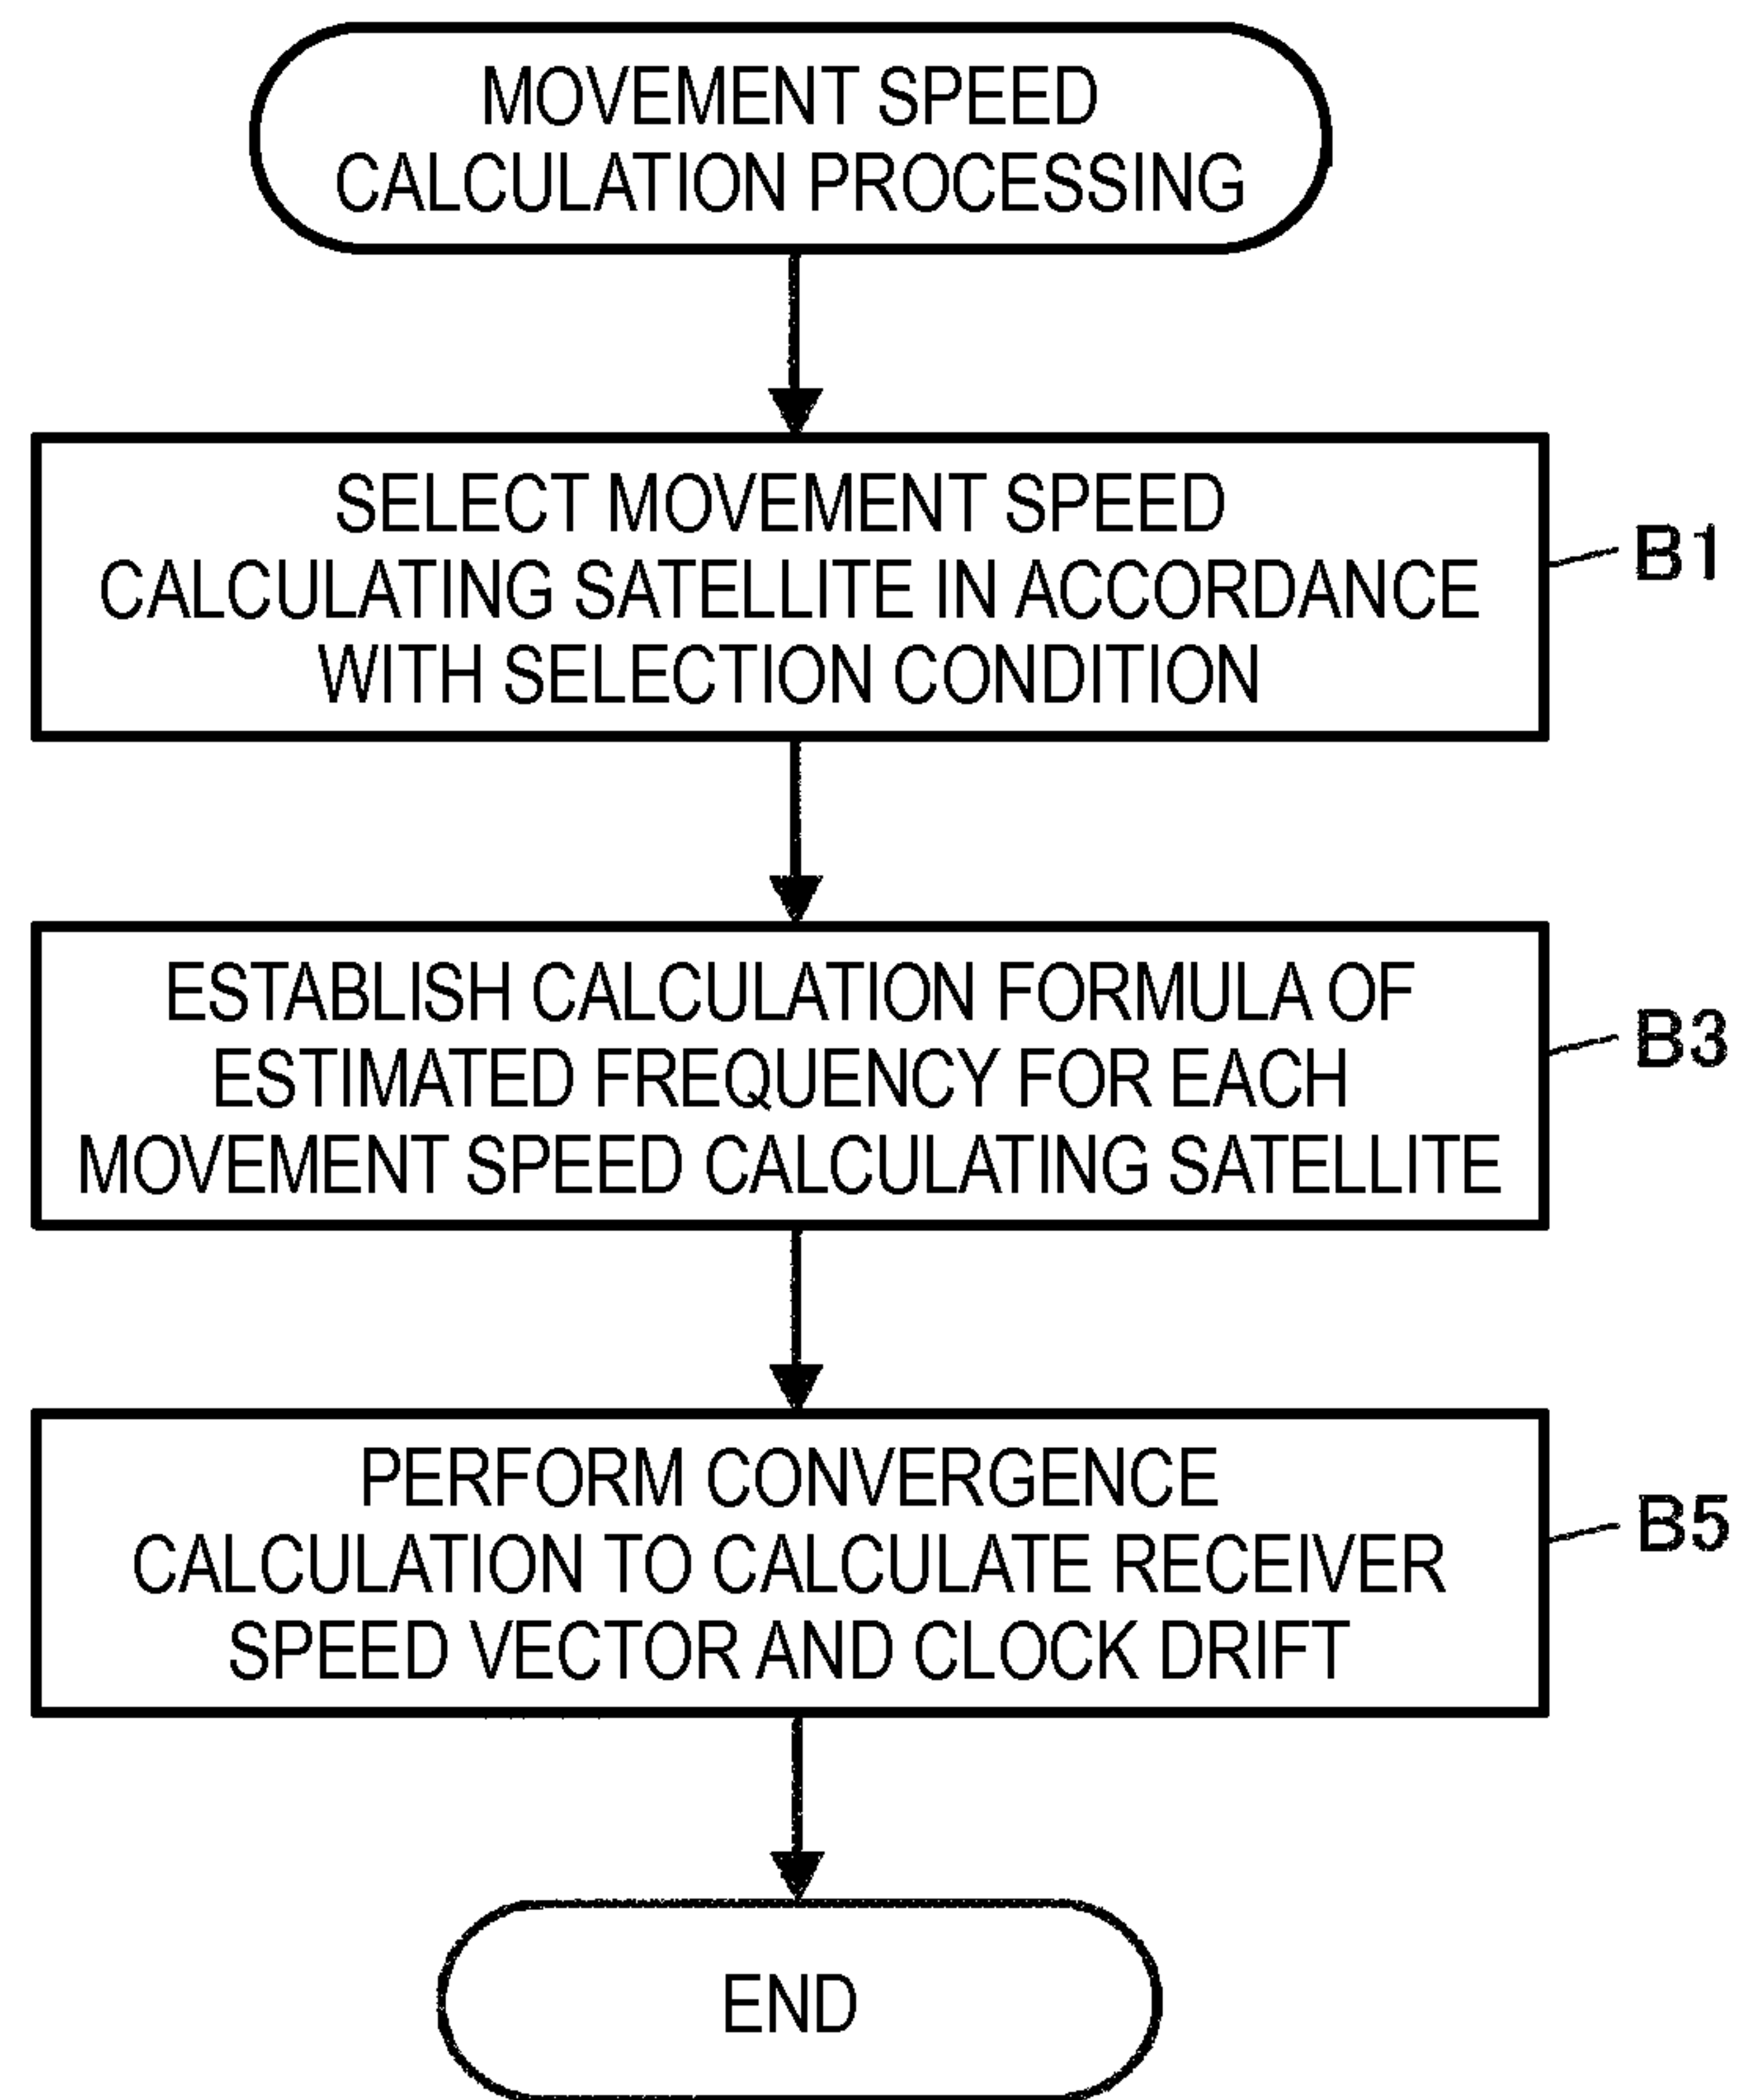 MOVEMENT SPEED
CALCULATION PROCESSING
SELECT MOVEMENT SPEED
CALCULATING SATELLITE IN ACCORDANCE
WITH SELECTION CONDITION
B1
ESTABLISH CALCULATION FORMULA OF
ESTIMATED FREQUENCY FOR EACH
MOVEMENT SPEED CALCULATING SATELLITE
B3
PERFORM CONVERGENCE
CALCULATION TO CALCULATE RECEIVER
SPEED VECTOR AND CLOCK DRIFT
B5
END